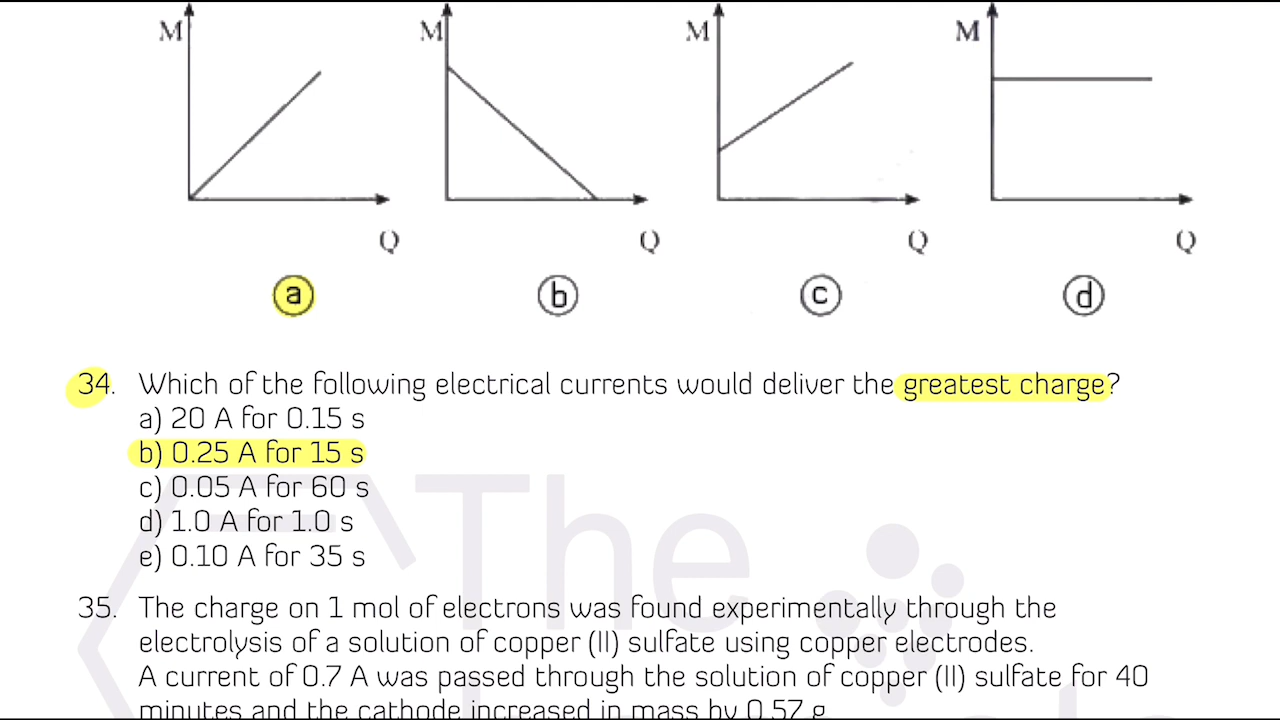 M M M M
Q Q Q Q
a b c d
34. Which of the following electrical currents would deliver the greatest charge?
a) 20 A for 0.15 s
b) 0.25 A for 15 s
c) 0.05 A for 60 s
d) 1.0 A for 1.0 s
e) 0.10 A for 35 s
The
35. The charge on 1 mol of electrons was found experimentally through the
electrolysis of a solution of copper (II) sulfate using copper electrodes.
A current of 0.7 A was passed through the solution of copper (II) sulfate for 40
minutes and the cathode increased in mass by 0.57 g